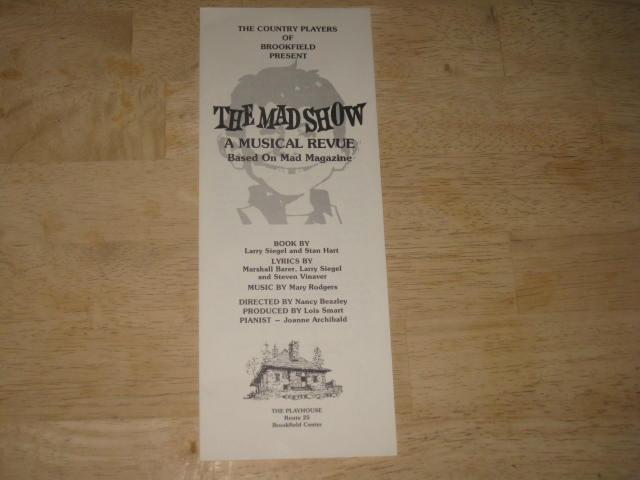 THE COUNTRY PLAYERS
OF
BROOKFIELD
PRESENT
THE MAD SHOW
A MUSICAL REVUE
Based On Mad Magazine
BOOK BY
Larry Siegel and Stan Hart
LYRICS BY
Marshall Barer, Larry Siegel
and Steven Vinaver
MUSIC BY Mary Rodgers
DIRECTED BY Nancy Beazley
PRODUCED BY Lois Smart
PIANIST — Joanne Archibald
THE PLAYHOUSE
Route 25
Brookfield Center